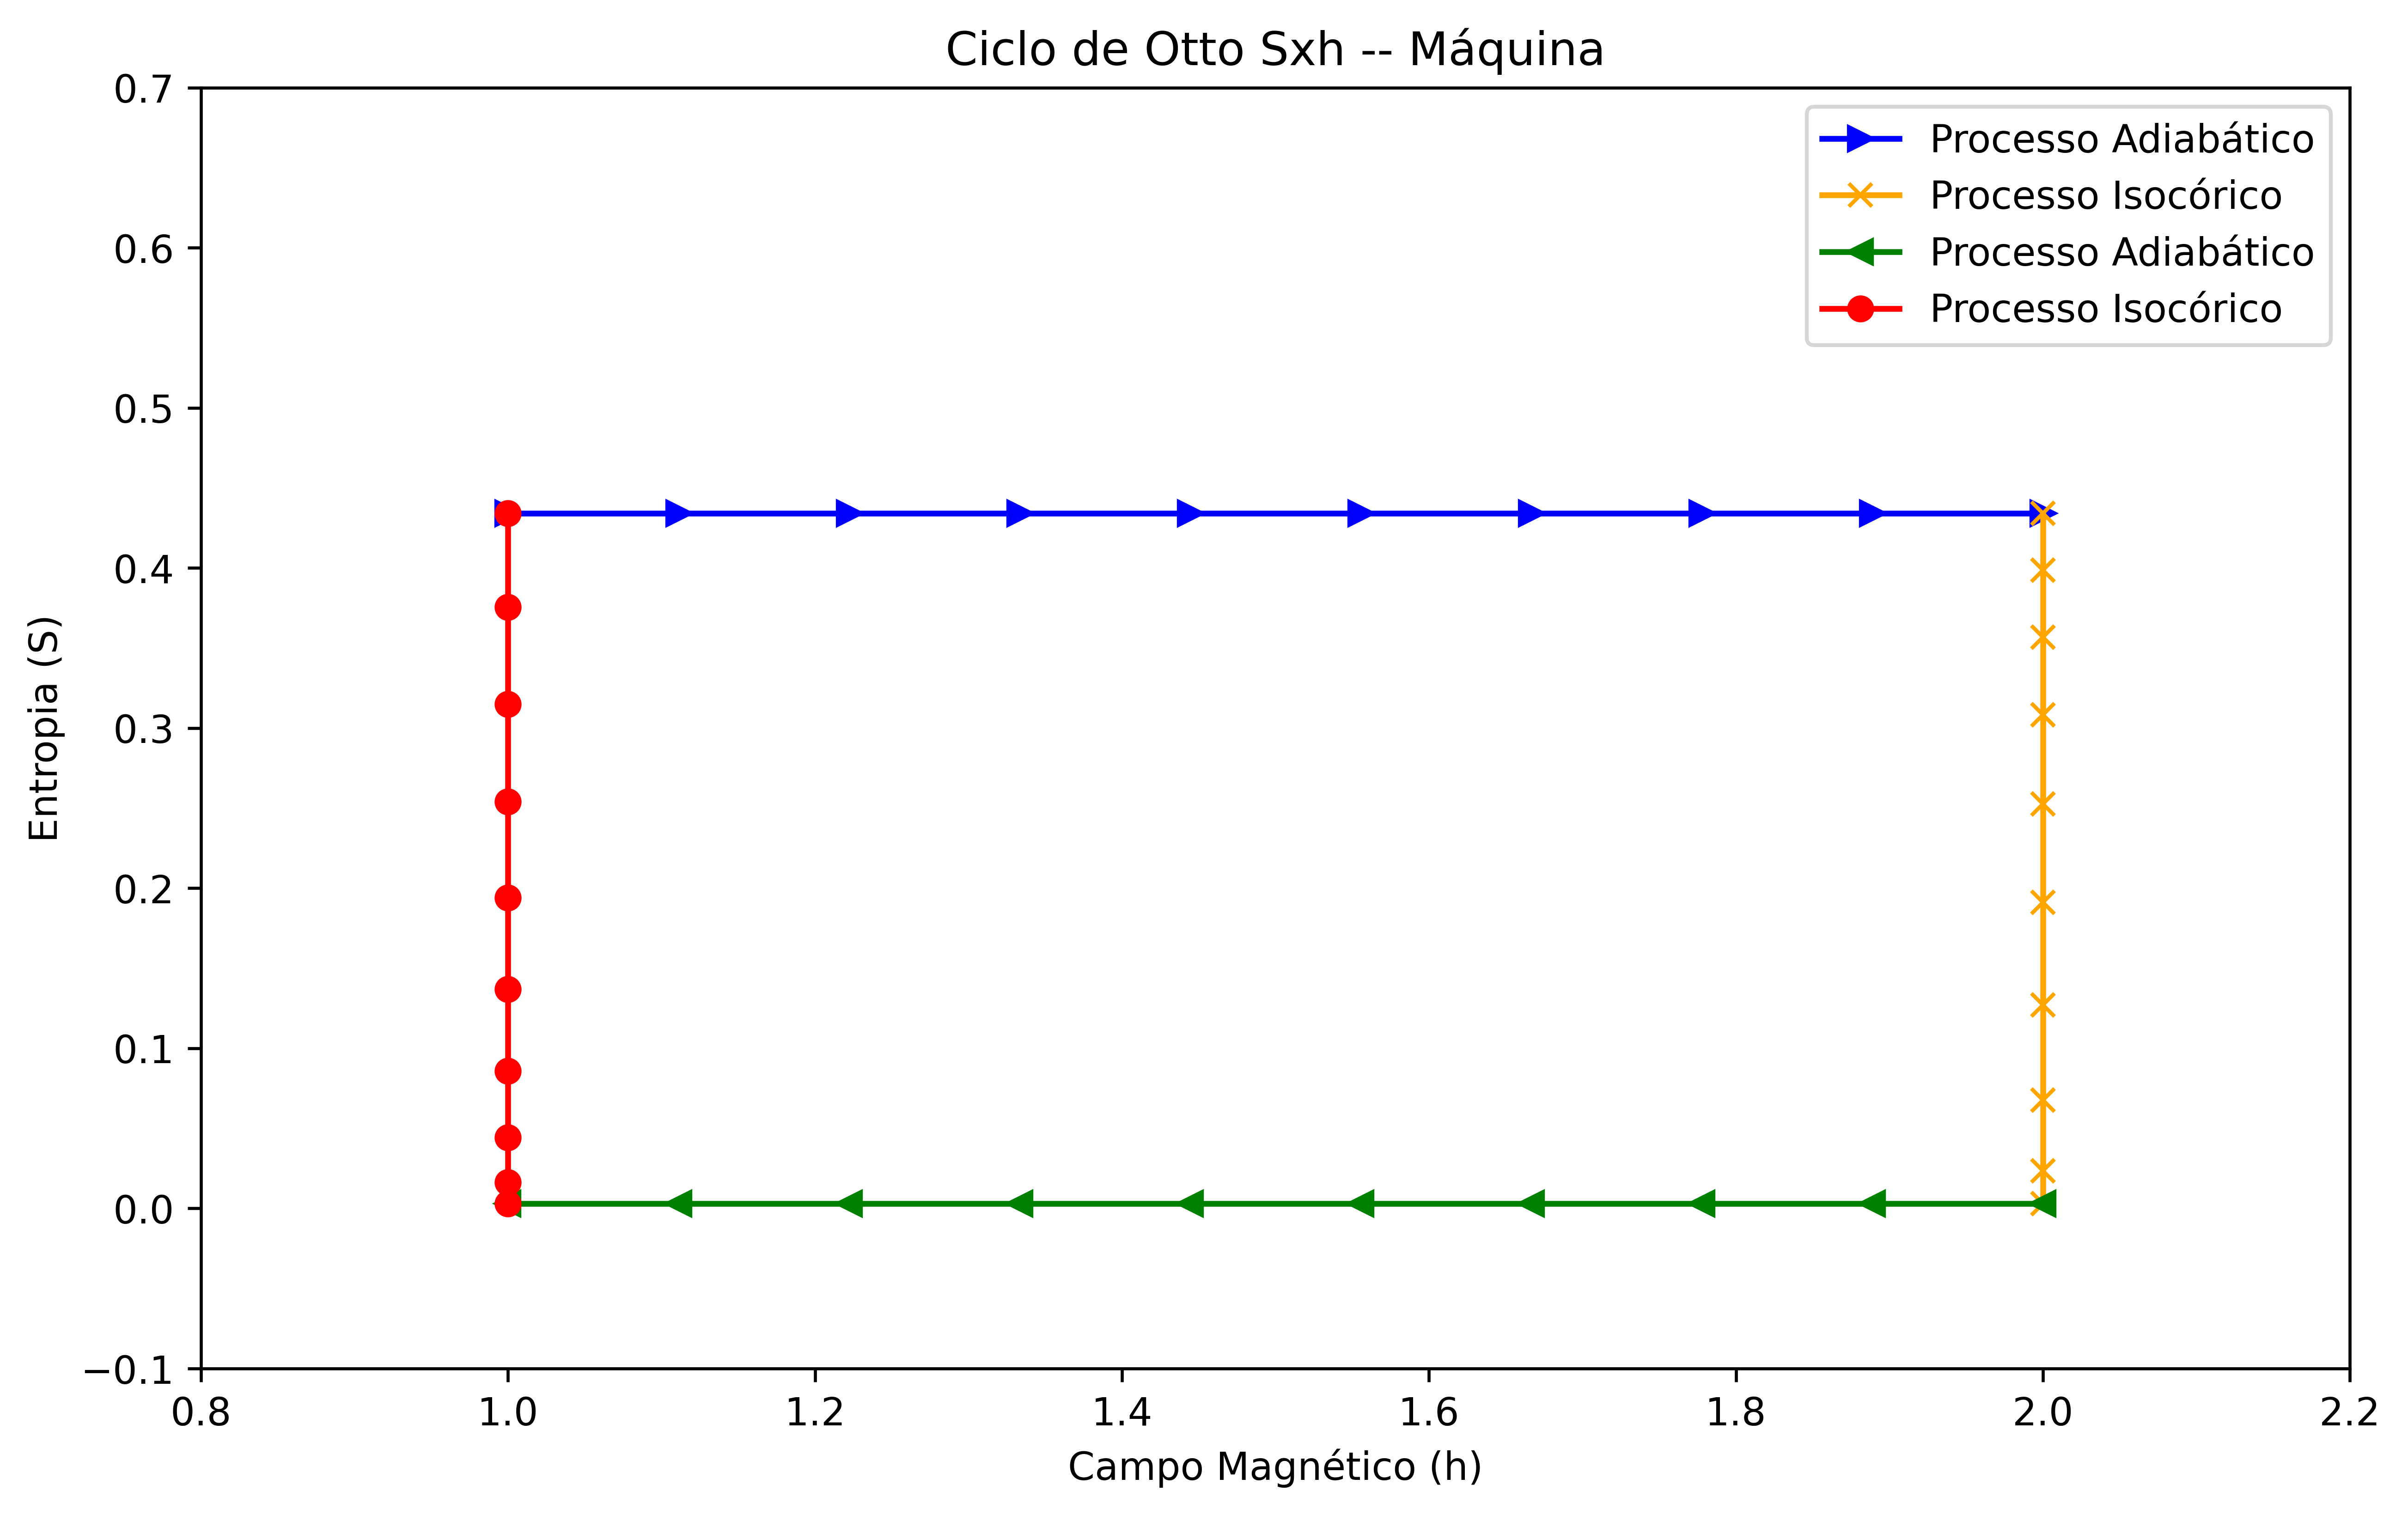 Ciclo de Otto Sxh -- Máquina
Processo Adiabático
Processo Isocórico
Processo Adiabático
Processo Isocórico
0.7
0.6
0.5
0.4
0.3
0.2
0.1
0.0
−0.1
Entropia (S)
0.8 1.0 1.2 1.4 1.6 1.8 2.0 2.2
Campo Magnético (h)